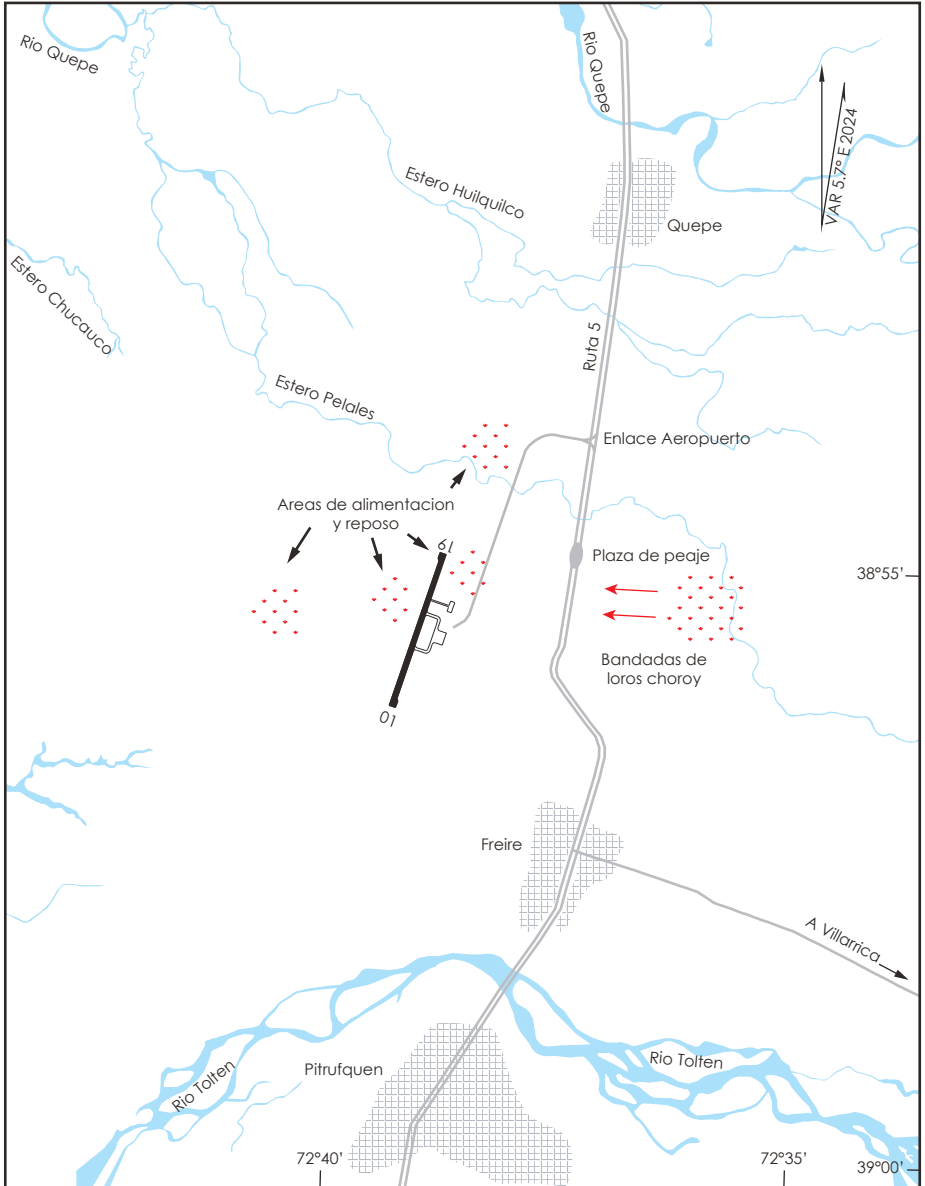 Rio Quepe
Rio Quepe
VAR 5.7° E 2024
Estero Huilquilco
Quepe
Estero Chucauco
Ruta 5
Estero Pelales
Enlace Aeropuerto
Areas de alimentacion
y reposo
19
Plaza de peaje
38°55'
Bandadas de
loros choroy
01
Freire
A Villarrica
Rio Tolten
Pitrufquen
Rio Tolten
72°40'
72°35'
39°00'